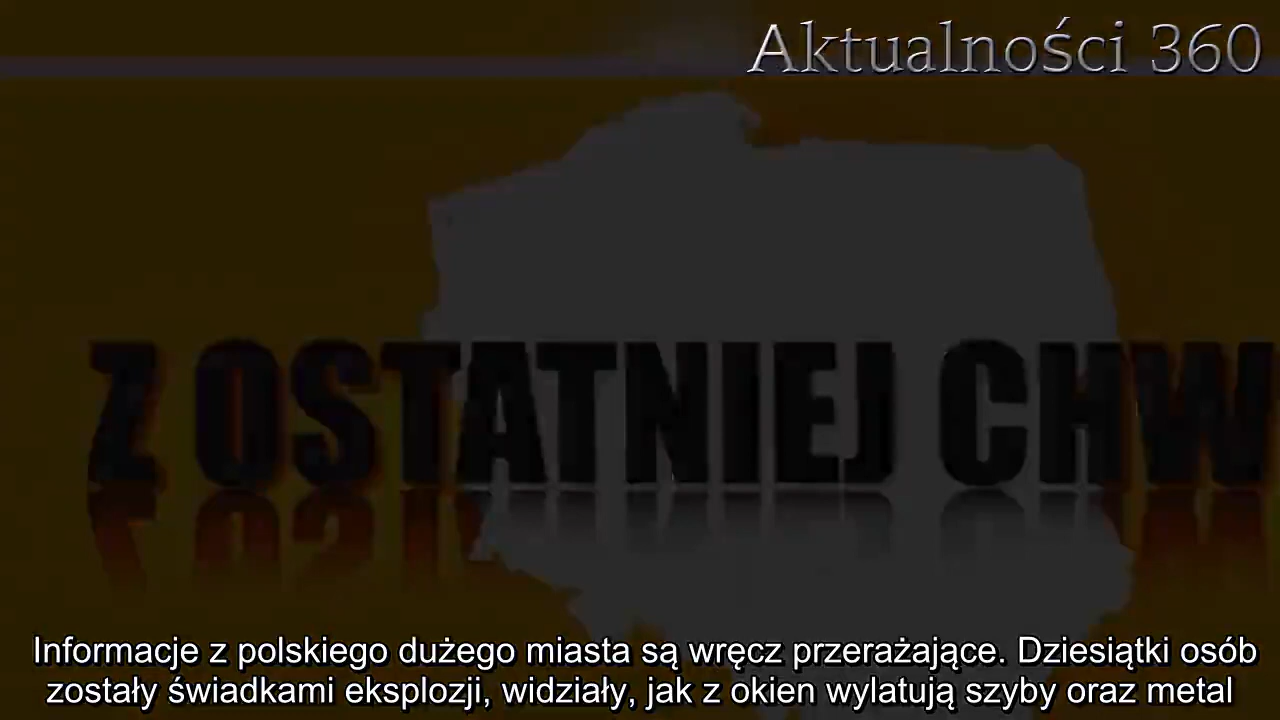 Aktualności 360
Z OSTATNIEJ CHW
Informacje z polskiego dużego miasta są wręcz przerażające. Dziesiątki osób
zostały świadkami eksplozji, widziały, jak z okien wylatują szyby oraz metal